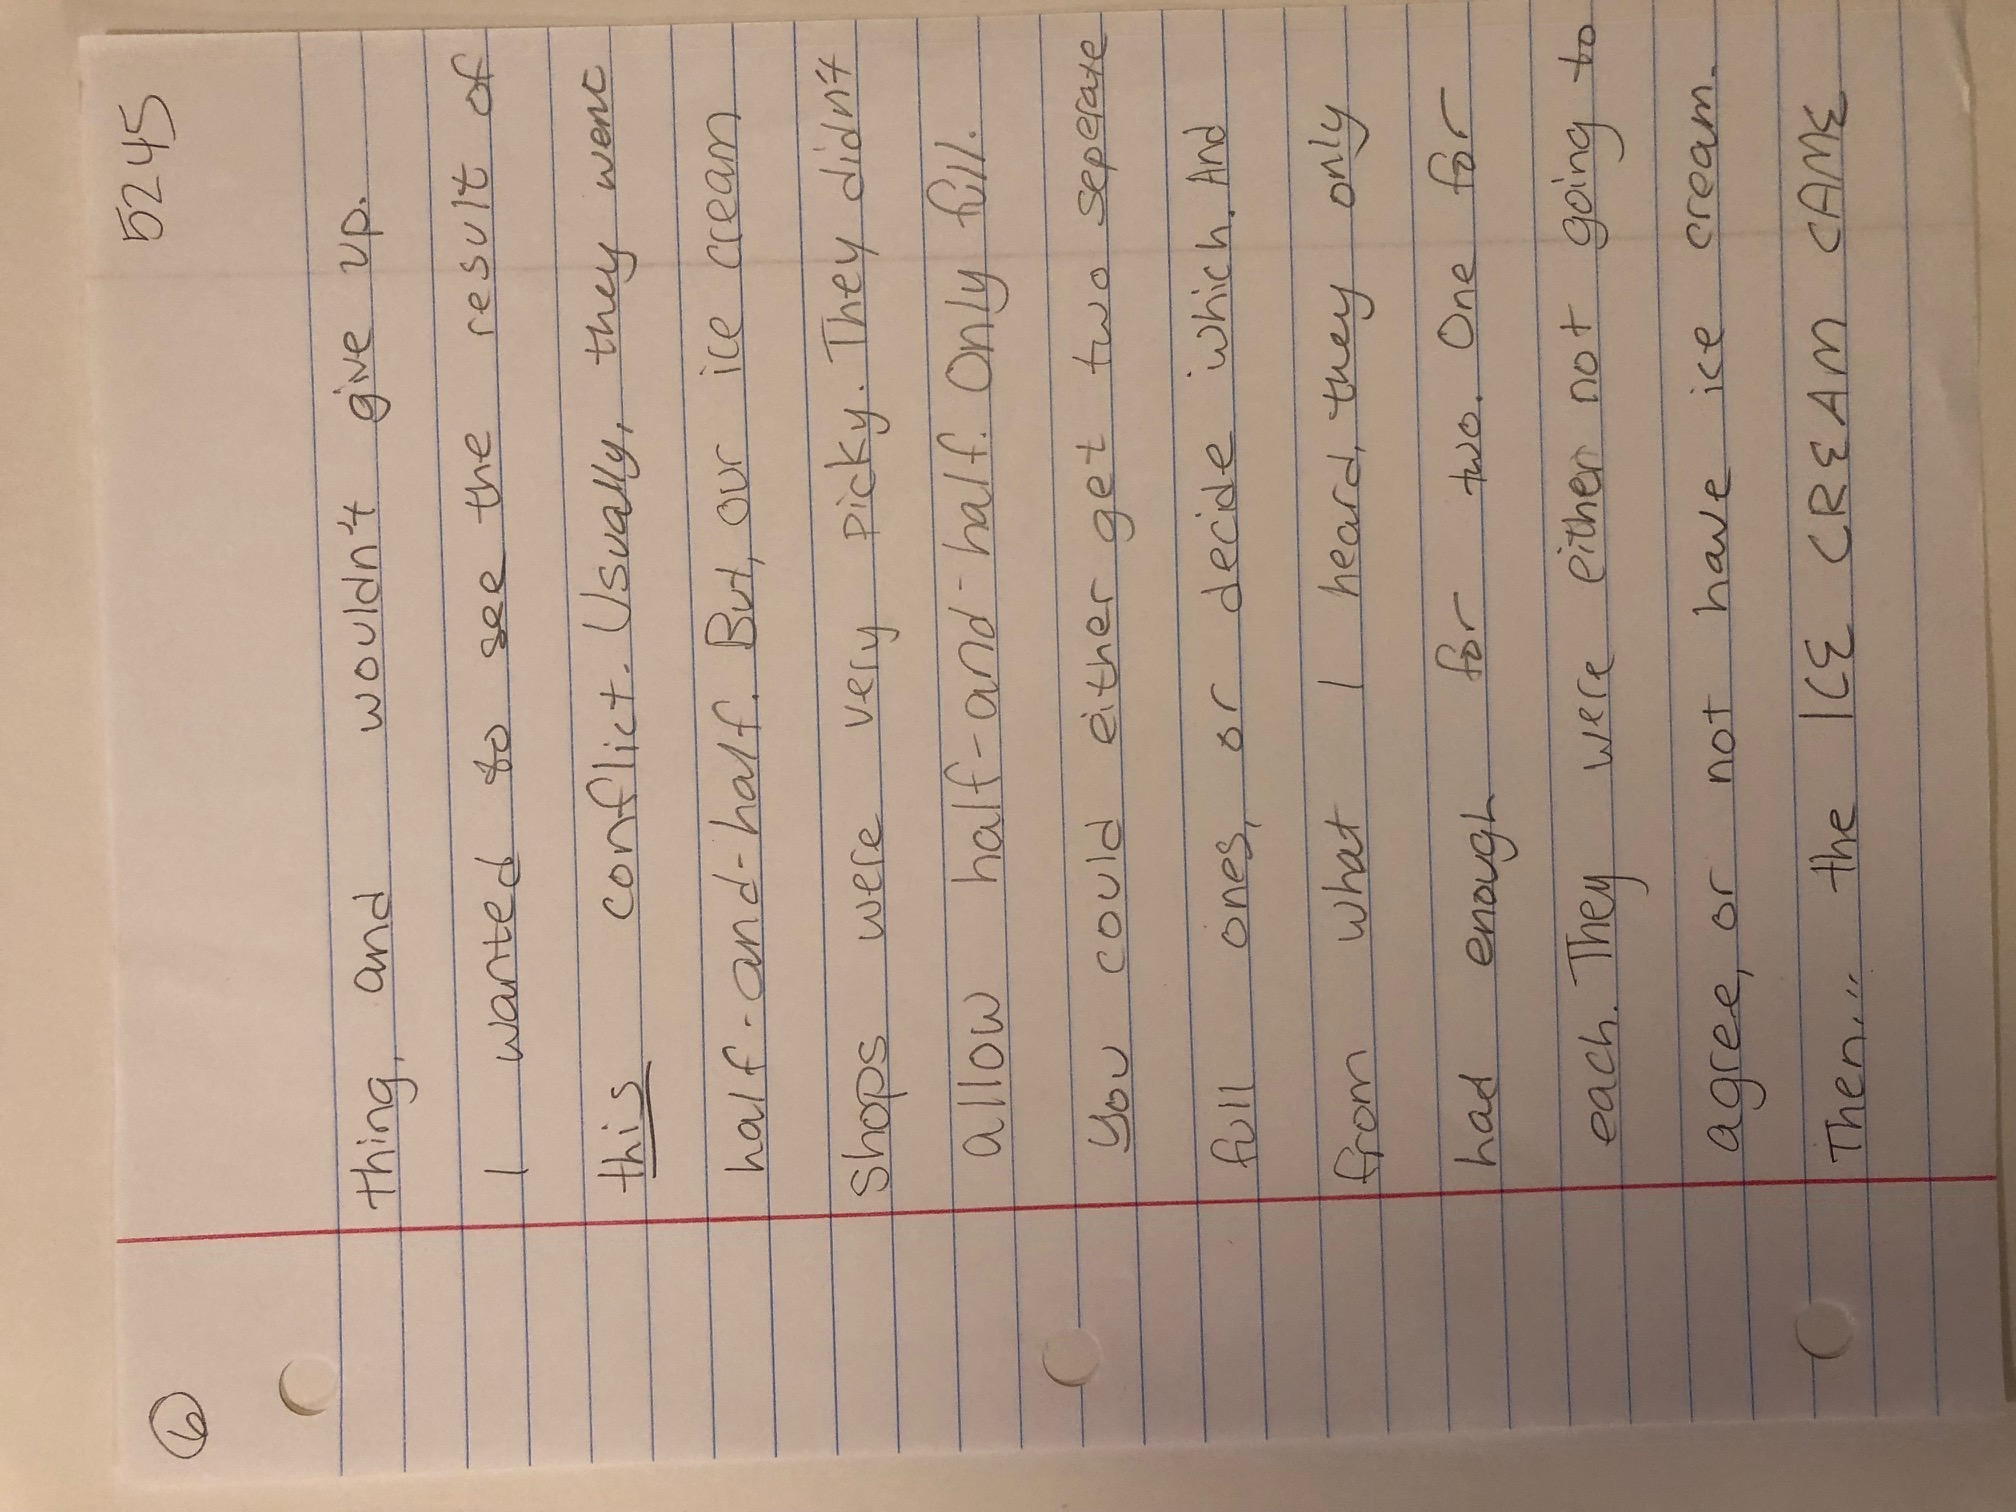 6
5245
thing, and wouldn't give up.
I wanted to see the result of
this conflict. Usually, they went
half-and-half. But, our ice cream
shops were very picky. They didn't
allow half-and-half. Only full.
You could either get two seperate
full ones, or decide which. And
from what I heard, they only
had enough for two. One for
each. They were either not going to
agree, or not have ice cream.
Then... the ICE CREAM CAME